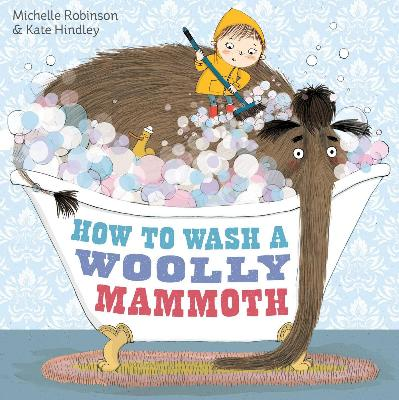 Michelle Robinson
& Kate Hindley
HOW TO WASH A
WOOLLY
MAMMOTH